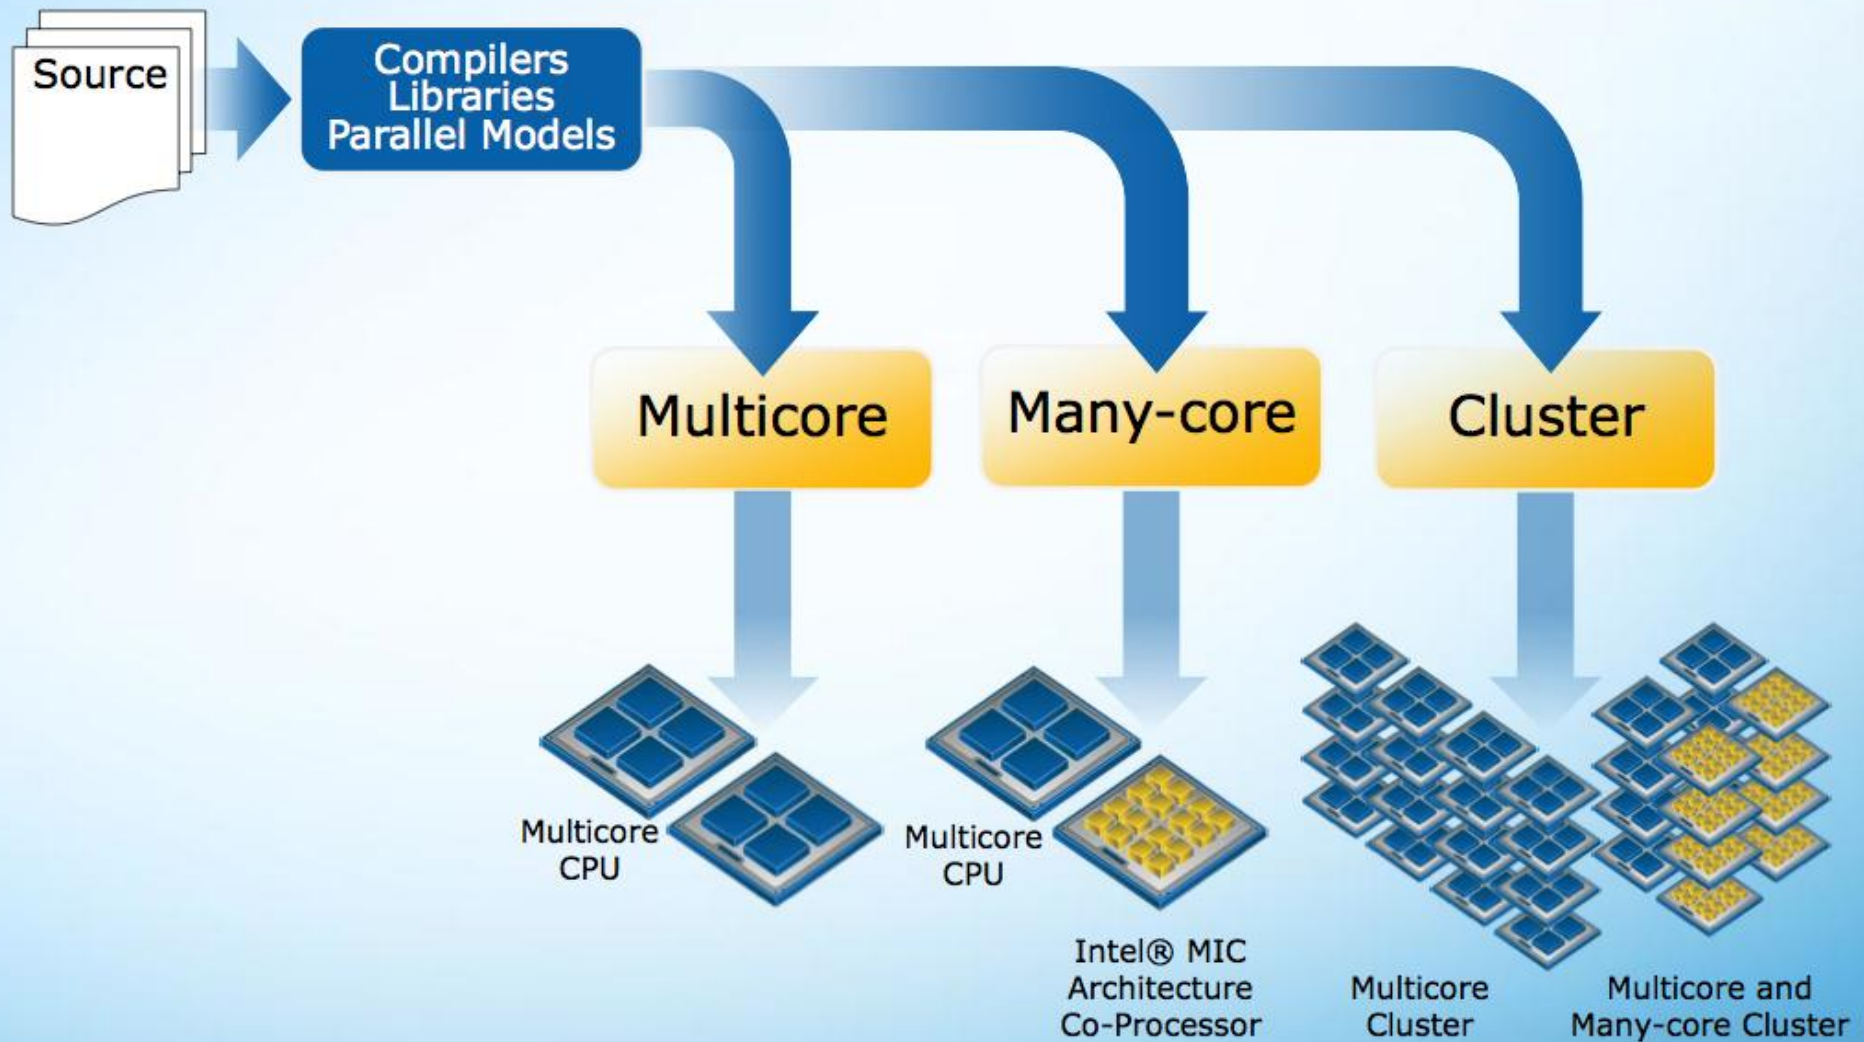 Source
Compilers
Libraries
Parallel Models
Multicore
Many-core
Cluster
Multicore
CPU
Multicore
CPU
Intel® MIC
Architecture
Co-Processor
Multicore
Cluster
Multicore and
Many-core Cluster